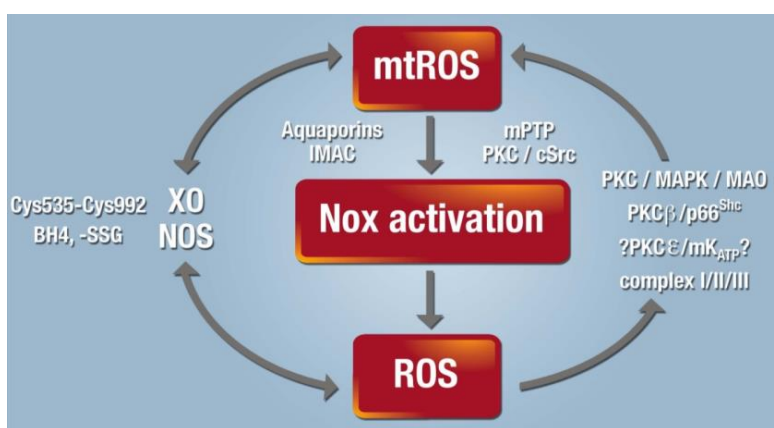 mtROS
Aquaporins
IMAC
mPTP
PKC / cSrc
Nox activation
ROS
Cys535-Cys992
BH4, -SSG
XO
NOS
PKC / MAPK / MAO
PKCβ/p66Shc
?PKCε/mKATP?
complex I/II/III